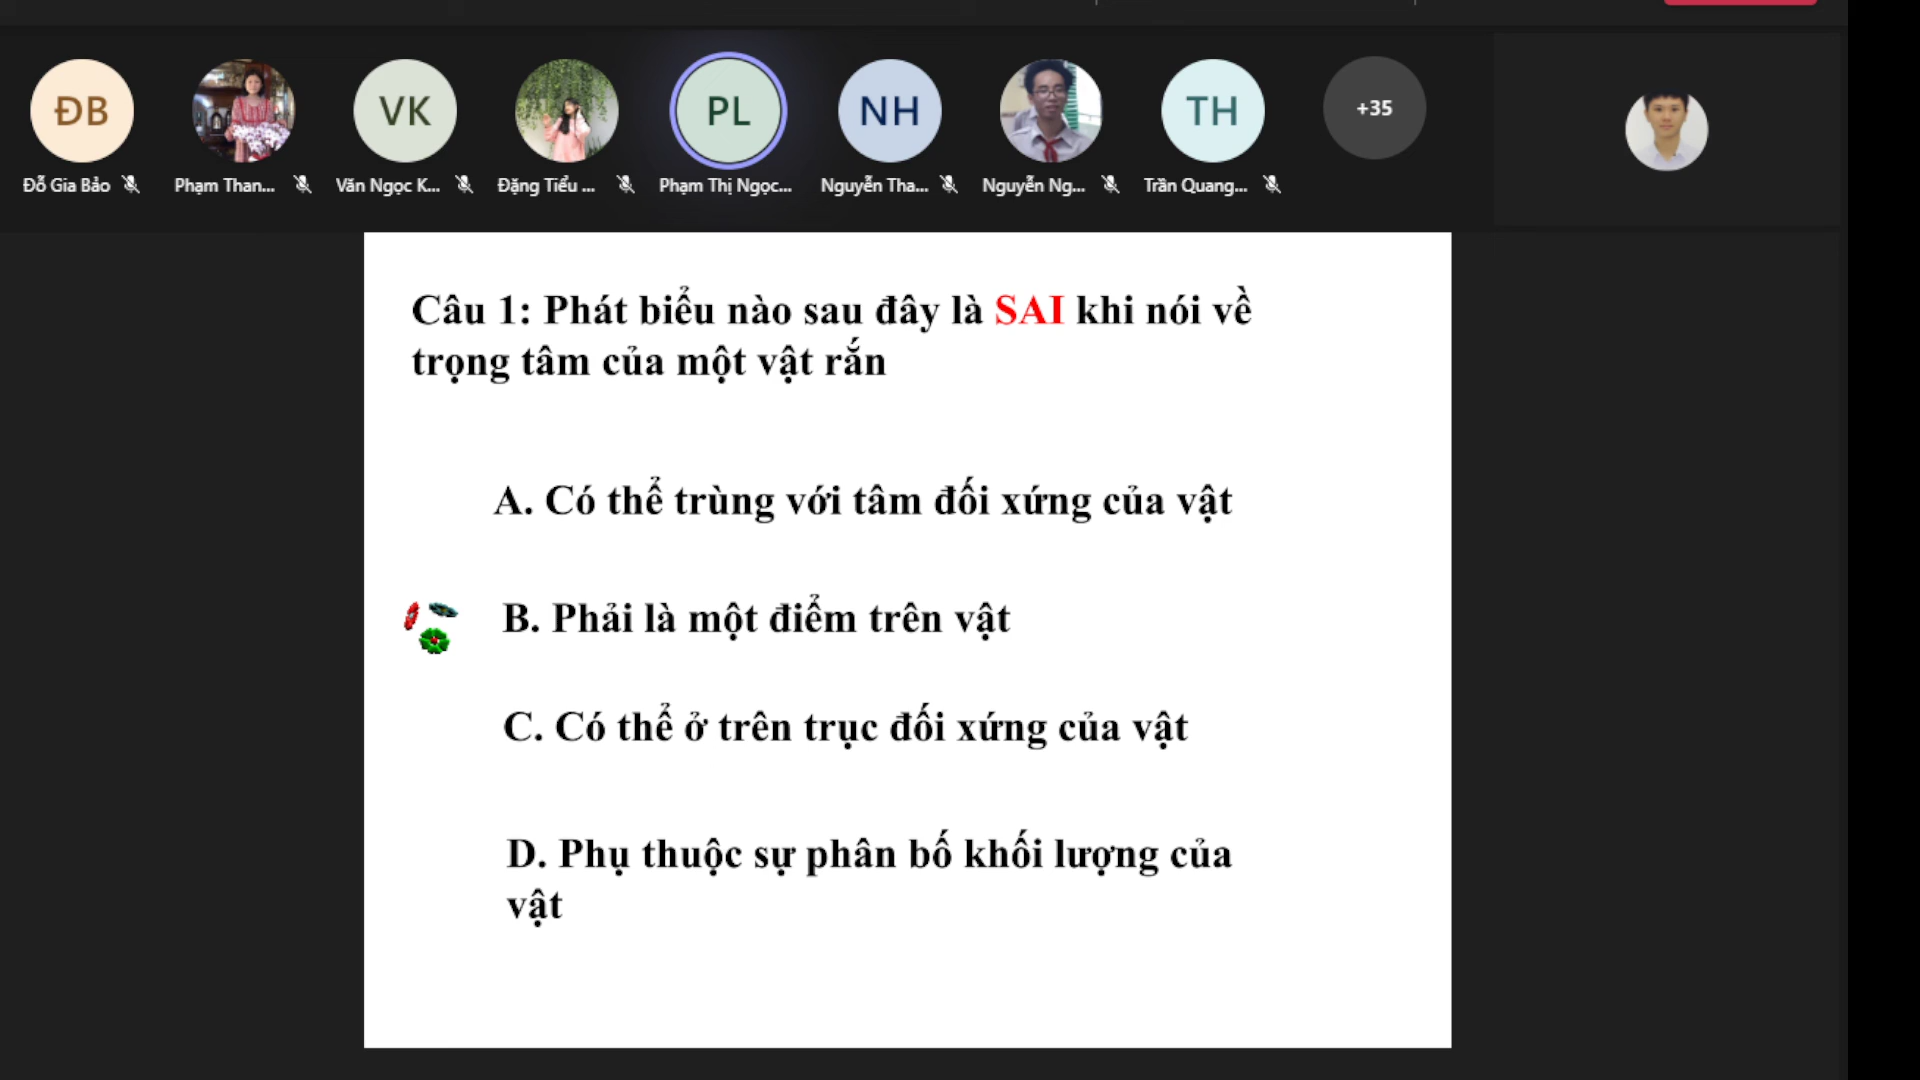 ĐB
VK
PL
NH
TH
+35
Đỗ Gia Bảo
Phạm Than...
Văn Ngọc K...
Đặng Tiểu ...
Phạm Thị Ngọc...
Nguyễn Tha...
Nguyễn Ng...
Trần Quang...
Câu 1: Phát biểu nào sau đây là SAI khi nói về
trọng tâm của một vật rắn
A. Có thể trùng với tâm đối xứng của vật
B. Phải là một điểm trên vật
C. Có thể ở trên trục đối xứng của vật
D. Phụ thuộc sự phân bố khối lượng của
vật